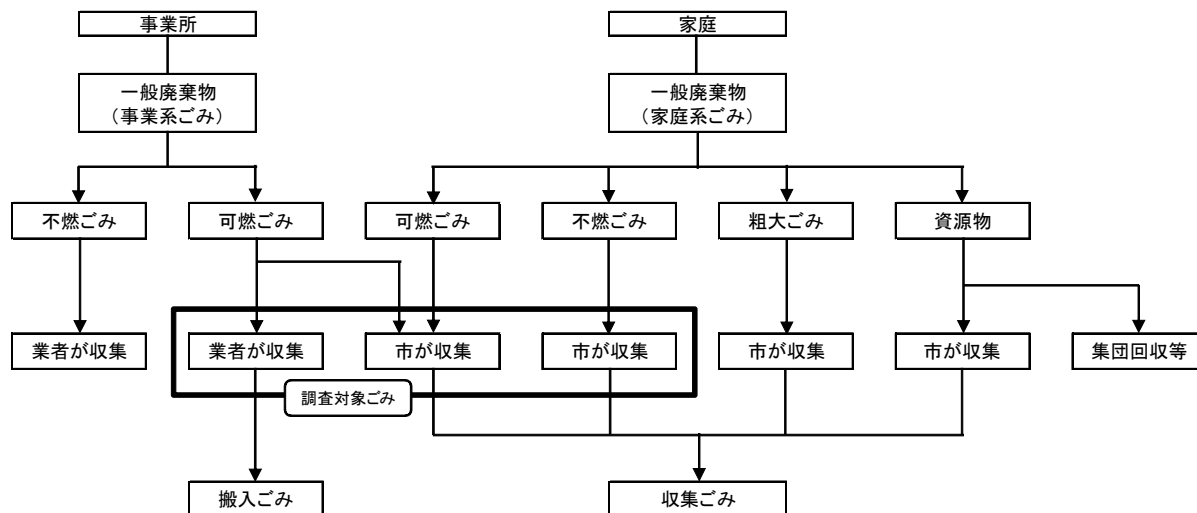 事業所
家庭
一般廃棄物
（事業系ごみ）
一般廃棄物
（家庭系ごみ）
不燃ごみ
可燃ごみ
可燃ごみ
不燃ごみ
粗大ごみ
資源物
業者が収集
業者が収集
市が収集
市が収集
市が収集
市が収集
集団回収等
調査対象ごみ
搬入ごみ
収集ごみ